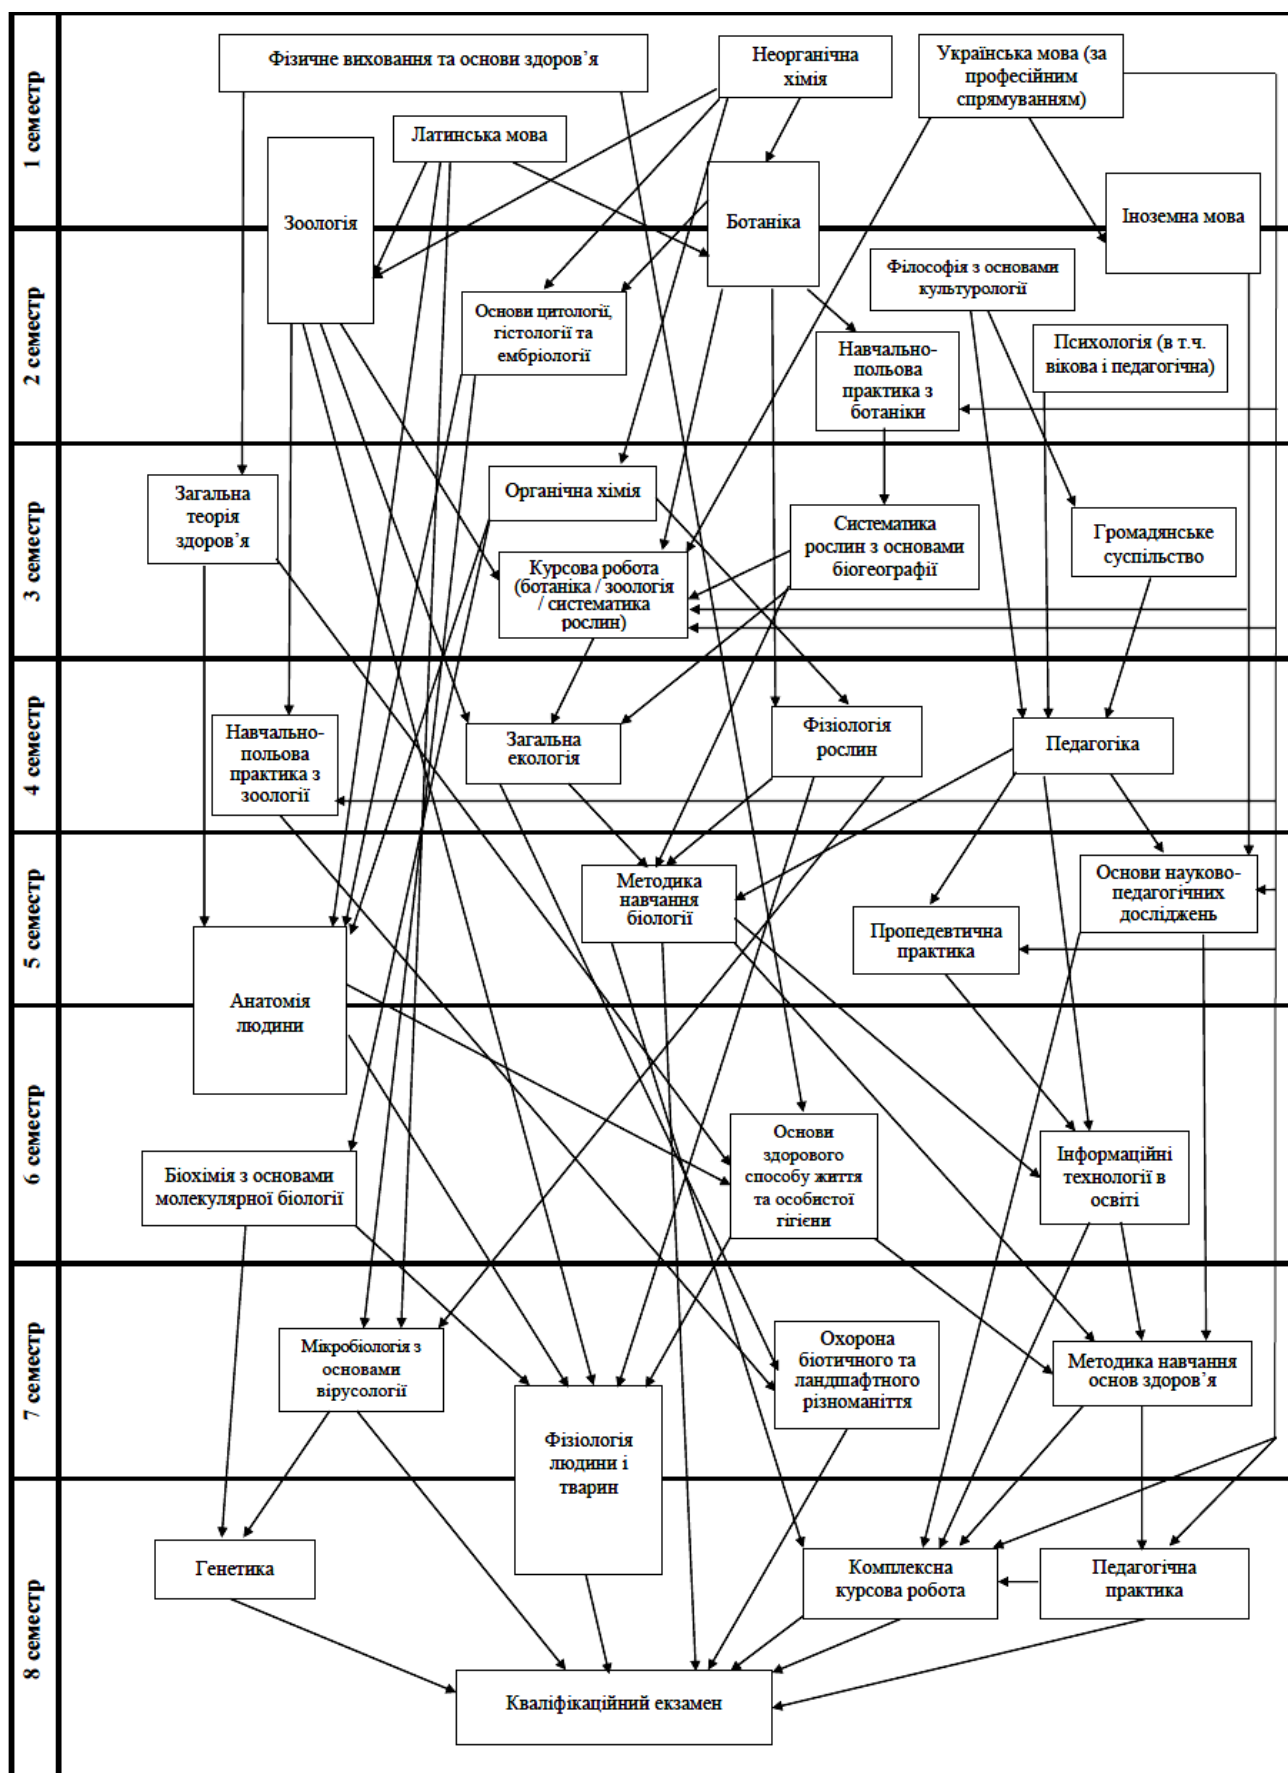 1 семестр
Фізичне виховання та основи здоров’я
Неорганічна
хімія
Українська мова (за
професійним
спрямуванням)
Латинська мова
Зоологія
Ботаніка
Іноземна мова
2 семестр
Філософія з основами
культурології
Основи цитології,
гістології та
ембріології
Навчально-
польова
практика з
ботаніки
Психологія (в т.ч.
вікова і педагогічна)
3 семестр
Загальна
теорія
здоров’я
Органічна хімія
Систематика
рослин з основами
біогеографії
Громадянське
суспільство
Курсова робота
(ботаніка / зоологія
/ систематика
рослин)
4 семестр
Навчально-
польова
практика з
зоології
Загальна
екологія
Фізіологія
рослин
Педагогіка
5 семестр
Методика
навчання
біології
Основи науково-
педагогічних
досліджень
Пропедевтична
практика
Анатомія
людини
6 семестр
Біохімія з основами
молекулярної біології
Основи
здорового
способу життя
та особистої
гігієни
Інформаційні
технології в
освіті
7 семестр
Мікробіологія з
основами
вірусології
Охорона
біотичного та
ландшафтного
різноманіття
Методика навчання
основ здоров’я
Фізіологія
людини і
тварин
8 семестр
Генетика
Комплексна
курсова робота
Педагогічна
практика
Кваліфікаційний екзамен